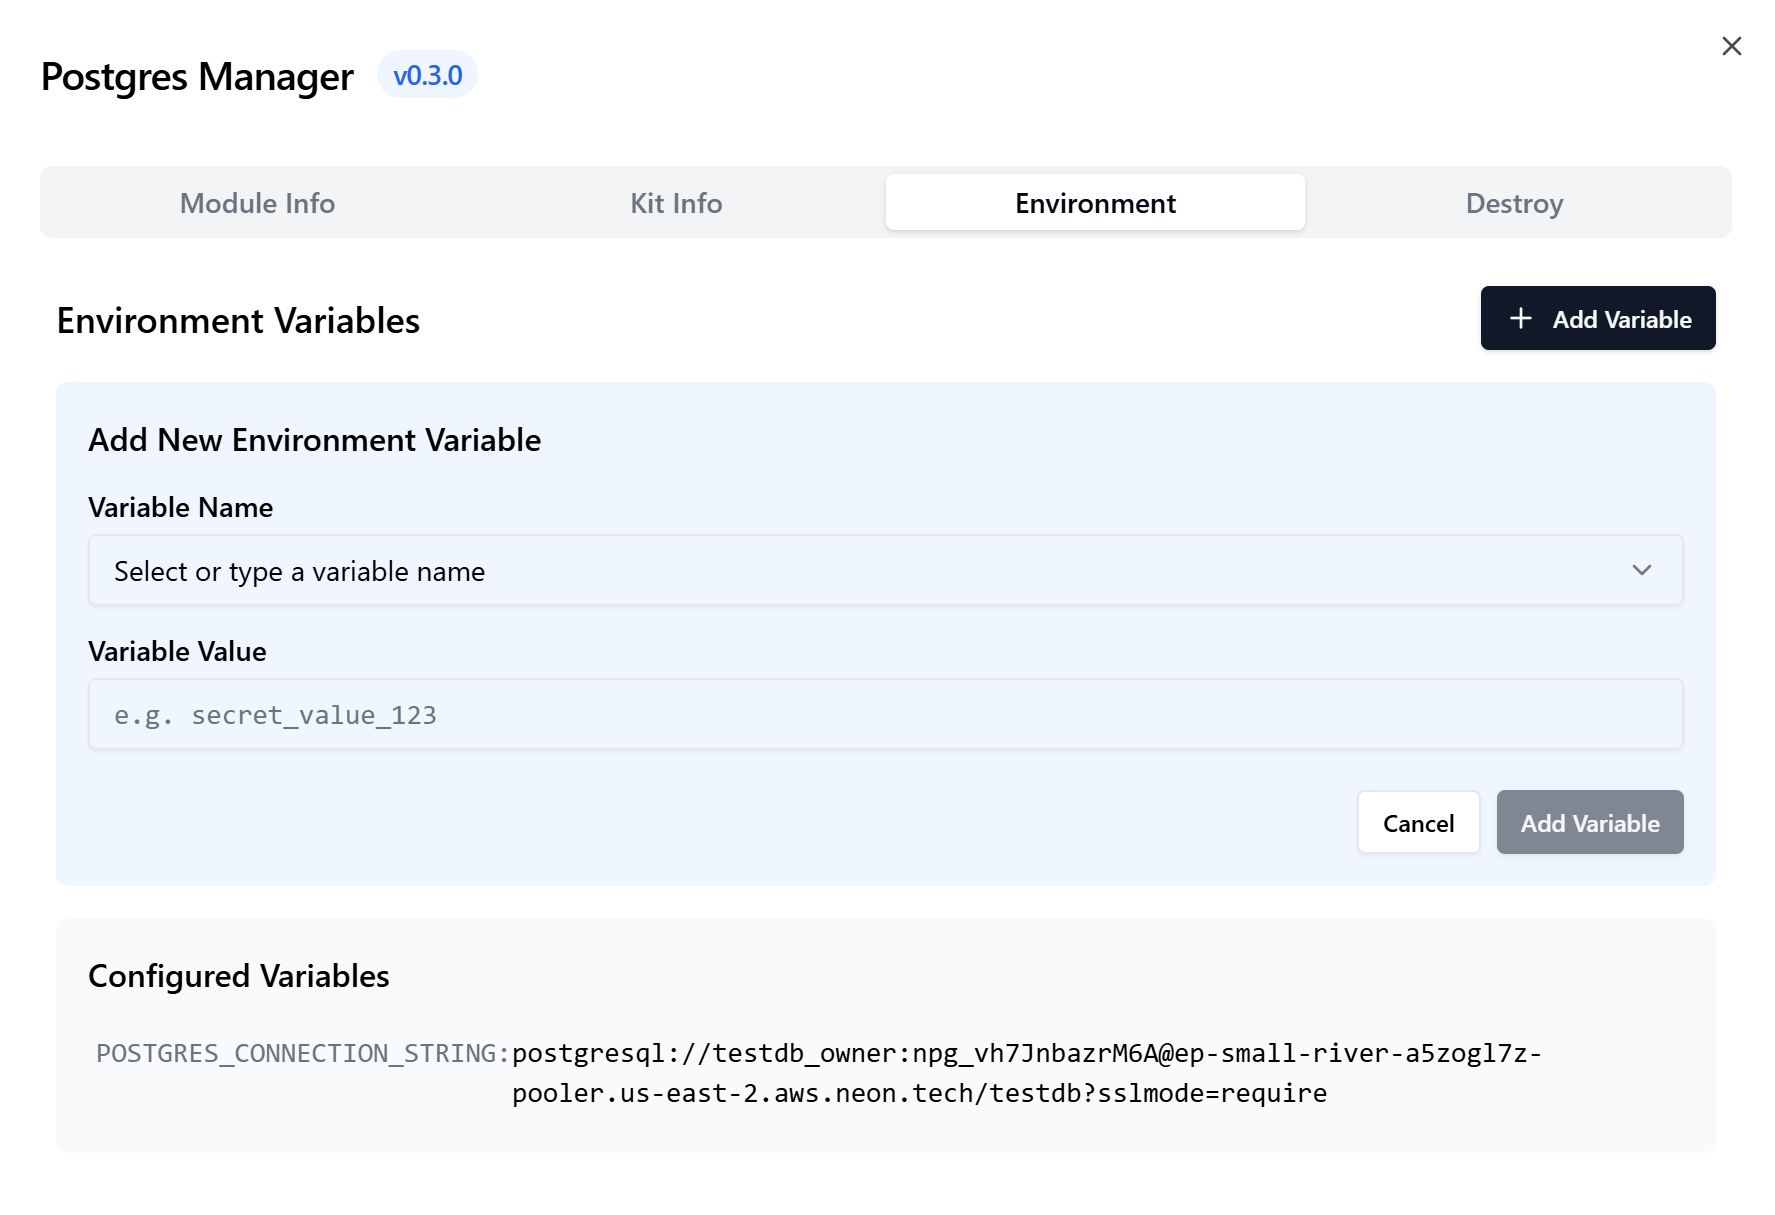 Postgres Manager v0.3.0
Module Info Kit Info Environment Destroy
Environment Variables
+ Add Variable
Add New Environment Variable
Variable Name
Select or type a variable name
Variable Value
e.g. secret_value_123
Cancel Add Variable
Configured Variables
POSTGRES_CONNECTION_STRING:postgresql://testdb_owner:npg_vh7JnbazrM6A@ep-small-river-a5zogl7z-
pooler.us-east-2.aws.neon.tech/testdb?sslmode=require